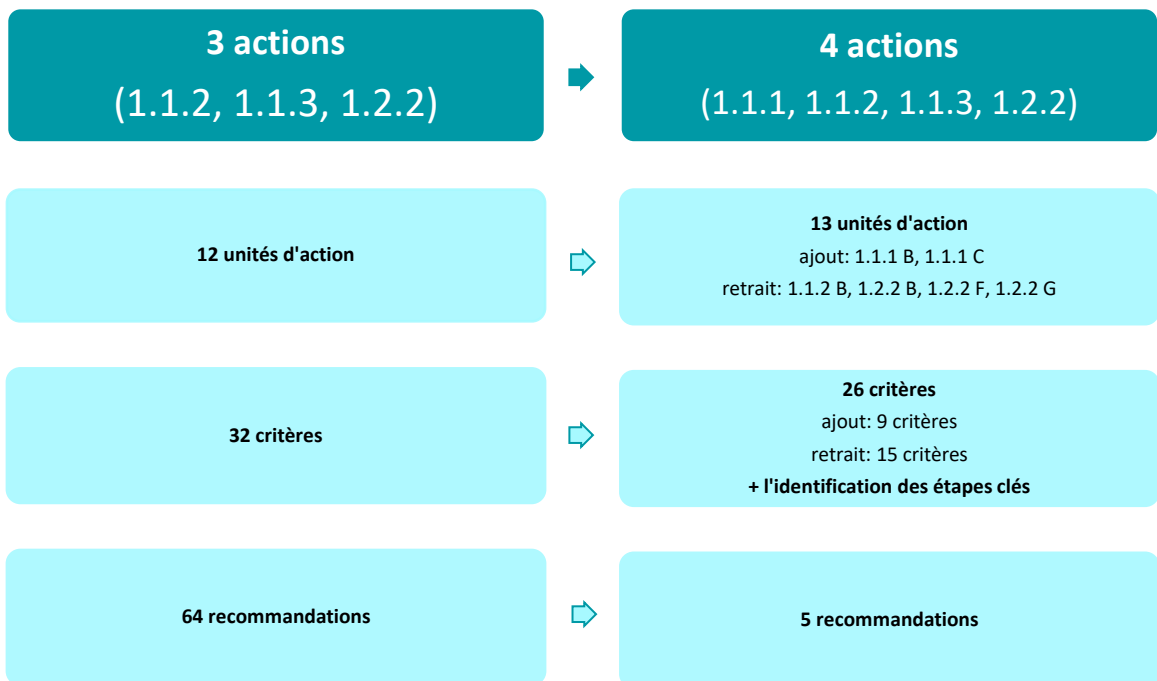 3 actions
(1.1.2, 1.1.3, 1.2.2)
4 actions
(1.1.1, 1.1.2, 1.1.3, 1.2.2)
12 unités d'action
13 unités d'action
ajout: 1.1.1 B, 1.1.1 C
retrait: 1.1.2 B, 1.2.2 B, 1.2.2 F, 1.2.2 G
32 critères
26 critères
ajout: 9 critères
retrait: 15 critères
+ l'identification des étapes clés
64 recommandations
5 recommandations